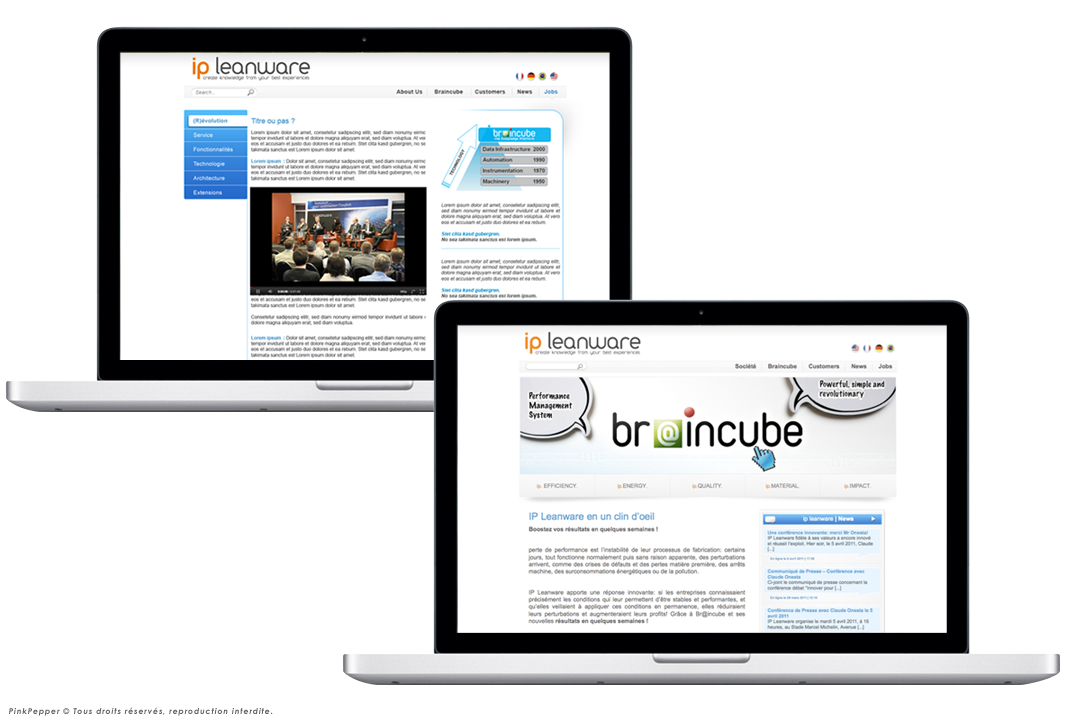 ip leanware
create knowledge from your best experiences
Search..
About Us Braincube Customers News Jobs
(R)évolution
Service
Fonctionnalités
Technologie
Architecture
Extensions
Titre ou pas ?
Lorem ipsum dolor sit amet, consetetur sadipscing elitr, sed diam nonumy eirmo
tempor invidunt ut labore et dolore magna aliquyam erat, sed diam voluptua. At ve
eos et accusam et justo duo dolores et ea rebum. Stet clita kasd gubergren, no sea
takimata sanctus est Lorem ipsum dolor sit amet.
Lorem ipsum : Dolor sit amet, consetetur sadipscing elitr, sed diam nonumy eirmo
tempor invidunt ut labore et dolore magna aliquyam erat, sed diam voluptua. At ve
eos et accusam et justo duo dolores et ea rebum. Stet clita kasd gubergren, no sea
takimata sanctus est Lorem ipsum dolor sit amet.
eos et accusam et justo duo dolores et ea rebum. Stet clita kasd gubergren, no sea
takimata sanctus est Lorem ipsum dolor sit amet.
Consetetur sadipscing elitr, sed diam nonumy eirmod tempor invidunt ut labore
dolore magna aliquyam erat, sed diam voluptua.
Lorem ipsum : Dolor sit amet, consetetur sadipscing elitr, sed diam nonumy eirmo
tempor invidunt ut labore et dolore magna aliquyam erat, sed diam voluptua. At ve
eos et accusam et justo duo dolores et ea rebum. Stet clita kasd gubergren, no sea
takimata sanctus est Lorem ipsum dolor sit amet.
br@incube
TECHNOLOGY
Data Infrastructure 2000
Automation 1990
Instrumentation 1970
Machinery 1950
Lorem ipsum dolor sit amet, consetetur sadipscing
elitr, sed diam nonumy eirmod tempor invidunt ut labore et
dolore magna aliquyam erat, sed diam voluptua. At vero
eos et accusam et justo duo dolores et ea rebum.
Stet clita kasd gubergren.
No sea takimata sanctus est lorem ipsum.
Lorem ipsum dolor sit amet, consetetur sadipscing elitr,
sed diam nonumy eirmod tempor invidunt ut labore et
dolore magna aliquyam erat, sed diam voluptua. At vero
eos et accusam et justo duo dolores et ea rebum.
Stet clita kasd gubergren.
No sea takimata sanctus est lorem ipsum.
ip leanware
create knowledge from your best experiences
Société Braincube Customers News Jobs
Performance
Management
System
br@incube
Powerful, simple and
revolutionary
ip.EFFICIENCY. ip.ENERGY. ip.QUALITY. ip.MATERIAL. ip.IMPACT.
IP Leanware en un clin d'oeil
Boostez vos résultats en quelques semaines !
perte de performance est l'instabilité de leur processus de fabrication: certains
jours, tout fonctionne normalement puis sans raison apparente, des perturbations
arrivent, comme des crises de défauts et des pertes matière première, des arrêts
machine, des surconsommations énergétiques ou de la pollution.
IP Leanware apporte une réponse innovante: si les entreprises connaissaient
précisément les conditions qui leur permettent d'être stables et performantes, et
qu'elles veillaient à appliquer ces conditions en permanence, elles réduiraient
leurs perturbations et augmenteraient leurs profits! Grâce à Br@incube et ses
nouvelles résultats en quelques semaines !
ip leanware | News
Une conférence innovante: merci Mr Onesta!
IP Leanware fidèle à ses valeurs a encore innové
et réussit l'exploit. Hier soir, le 5 avril 2011, Claude
[...]
Communiqué de Presse – Conférence avec
Claude Onesta
Ci-joint le communiqué de presse concernant la
conférence débat "Innover pour [...]
Conférence de Presse avec Claude Onesta le 5
avril 2011
IP Leanware organise le mardi 5 avril 2011, à 16
heures, au Stade Marcel Michelin, Avenue [...]
PinkPepper © Tous droits réservés, reproduction interdite.